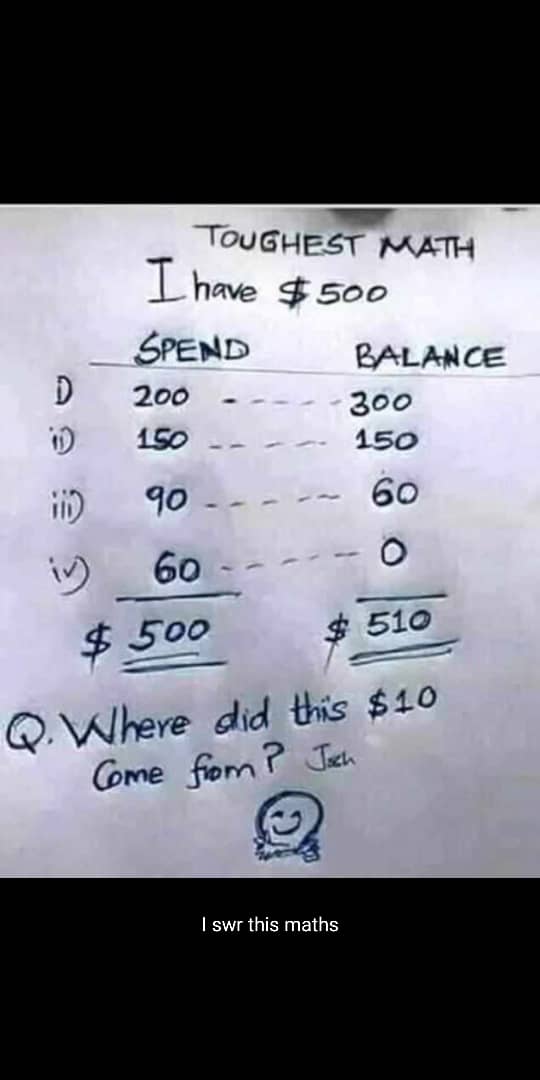 TOUGHEST MATH
I have $500
SPEND BALANCE
i) 200 ------ 300
ii) 150 ------ 150
iii) 90 ------ 60
iv) 60 ------ 0
$ 500 $ 510
Q. Where did this $10
Come from?
I swr this maths